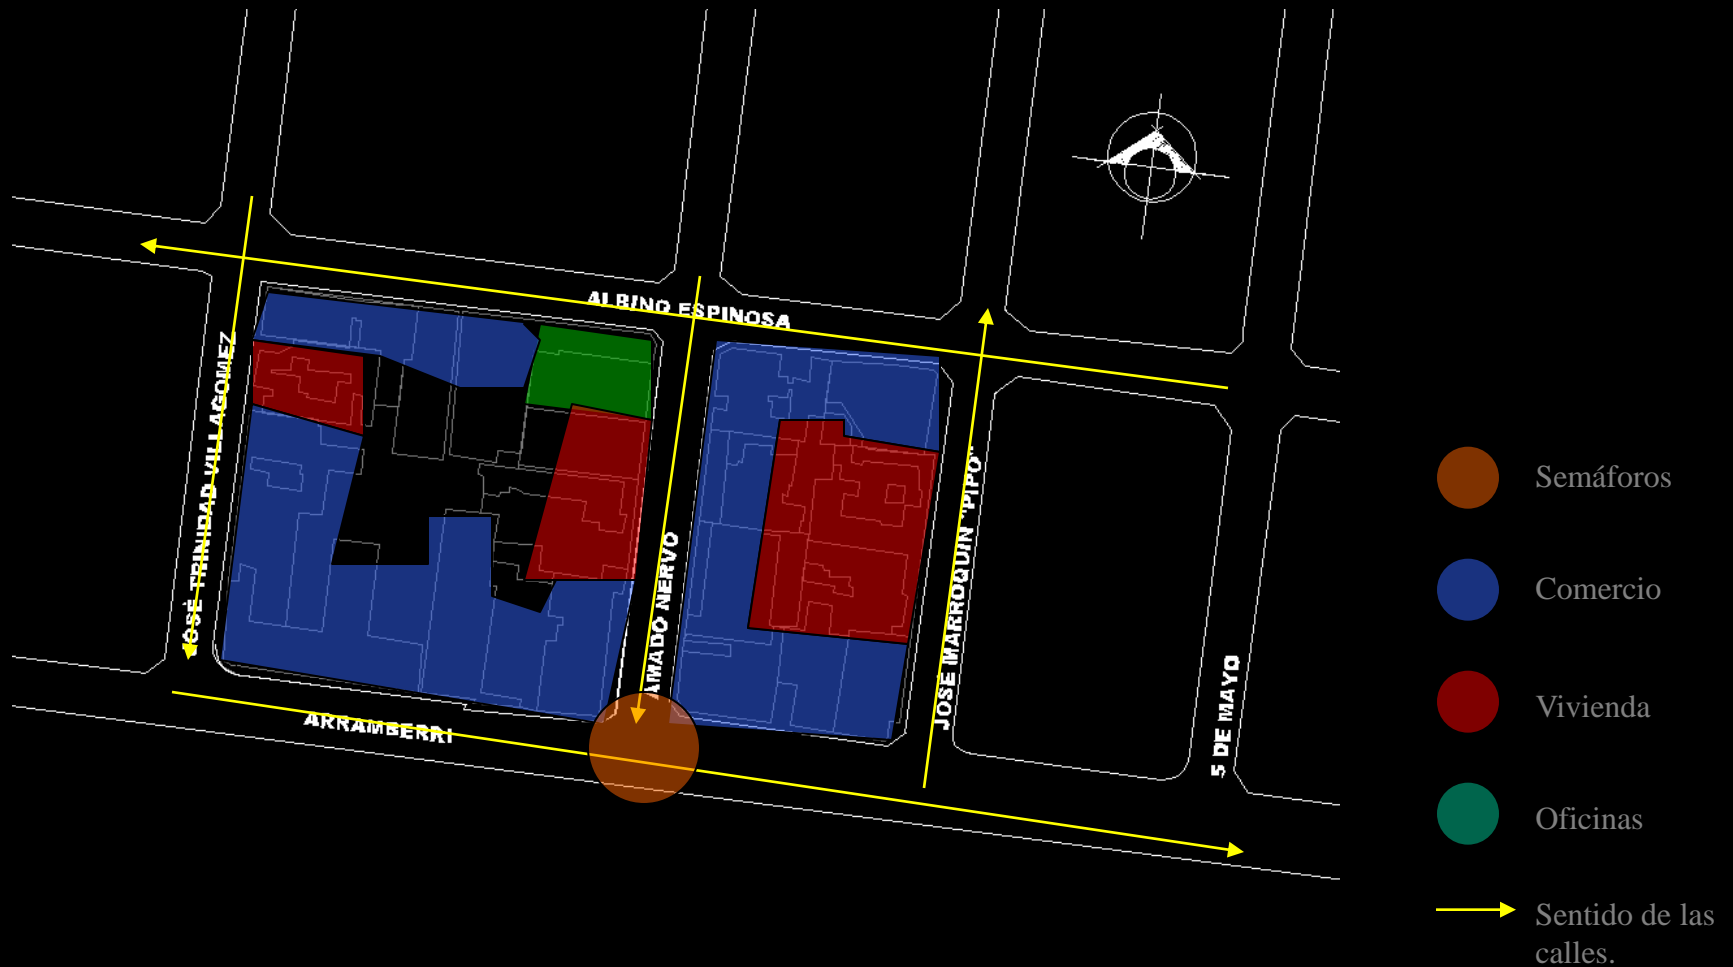 ALBINO ESPINOSA
JOSE TRINIDAD VILLAGOMEZ
AMADO NERVO
JOSE MARROQUIN "PIPO"
5 DE MAYO
ARRAMBERRI
Semáforos
Comercio
Vivienda
Oficinas
Sentido de las
calles.